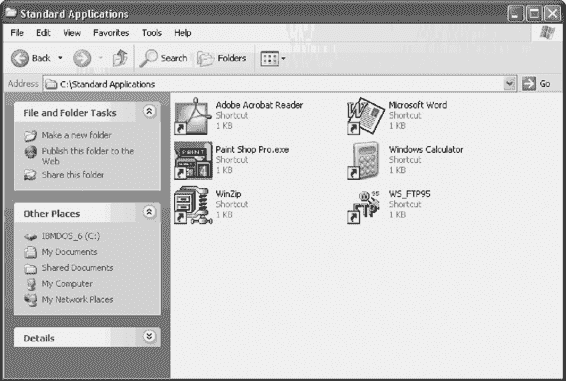 Standard Applications
File Edit View Favorites Tools Help
Back Search Folders
Address C:\Standard Applications Go
File and Folder Tasks
Make a new folder
Publish this folder to the
Web
Share this folder
Other Places
IBMDOS_6 (C:)
My Documents
Shared Documents
My Computer
My Network Places
Details
Adobe Acrobat Reader
Shortcut
1 KB
Microsoft Word
Shortcut
1 KB
Paint Shop Pro.exe
Shortcut
1 KB
Windows Calculator
Shortcut
1 KB
WinZip
Shortcut
1 KB
WS_FTP95
Shortcut
1 KB